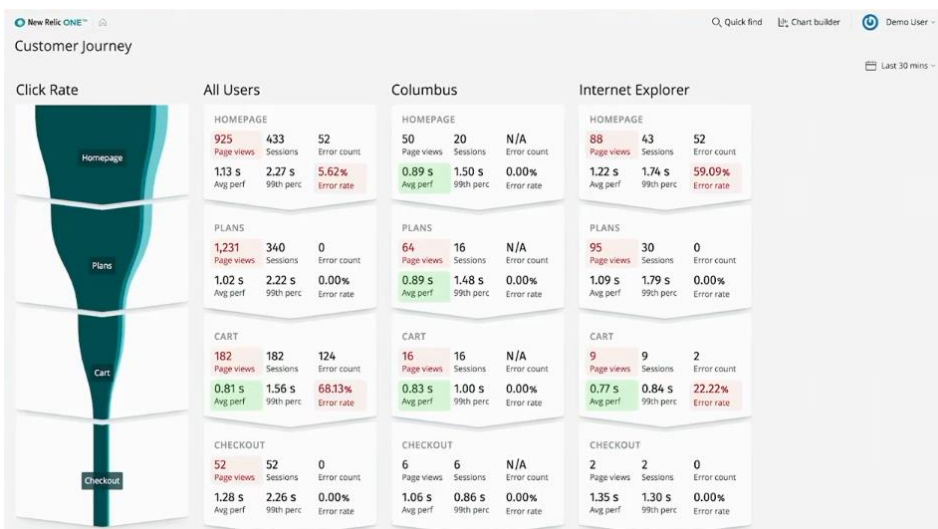 New Relic ONE™
Quick find
Chart builder
Demo User
Customer Journey
Last 30 mins
Click Rate
Homepage
Plans
Cart
Checkout
All Users
HOMEPAGE
925 433 52
Page views Sessions Error count
1.13 s 2.27 s 5.62%
Avg perf 99th perc Error rate
PLANS
1,231 340 0
Page views Sessions Error count
1.02 s 2.22 s 0.00%
Avg perf 99th perc Error rate
CART
182 182 124
Page views Sessions Error count
0.81 s 1.56 s 68.13%
Avg perf 99th perc Error rate
CHECKOUT
52 52 0
Page views Sessions Error count
1.28 s 2.26 s 0.00%
Avg perf 99th perc Error rate
Columbus
HOMEPAGE
50 20 N/A
Page views Sessions Error count
0.89 s 1.50 s 0.00%
Avg perf 99th perc Error rate
PLANS
64 16 N/A
Page views Sessions Error count
0.89 s 1.48 s 0.00%
Avg perf 99th perc Error rate
CART
16 16 N/A
Page views Sessions Error count
0.83 s 1.00 s 0.00%
Avg perf 99th perc Error rate
CHECKOUT
6 6 N/A
Page views Sessions Error count
1.06 s 0.86 s 0.00%
Avg perf 99th perc Error rate
Internet Explorer
HOMEPAGE
88 43 52
Page views Sessions Error count
1.22 s 1.74 s 59.09%
Avg perf 99th perc Error rate
PLANS
95 30 0
Page views Sessions Error count
1.09 s 1.79 s 0.00%
Avg perf 99th perc Error rate
CART
9 9 2
Page views Sessions Error count
0.77 s 0.84 s 22.22%
Avg perf 99th perc Error rate
CHECKOUT
2 2 0
Page views Sessions Error count
1.35 s 1.30 s 0.00%
Avg perf 99th perc Error rate